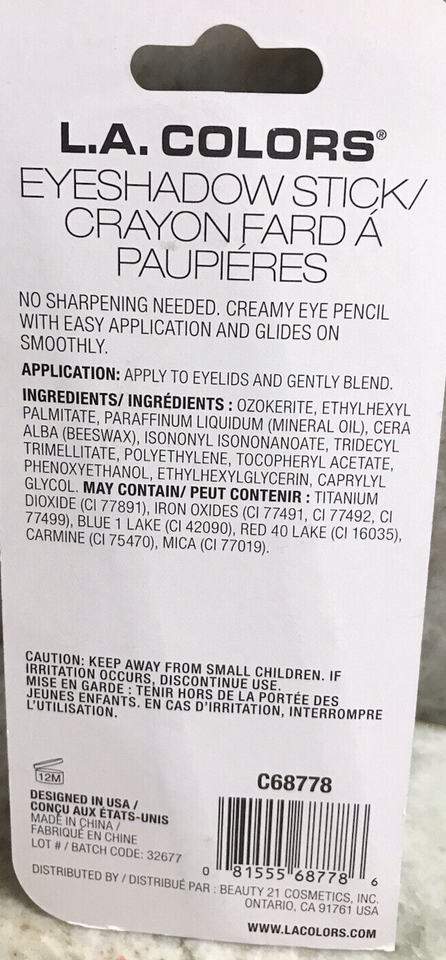 L.A. COLORS®
EYESHADOW STICK/
CRAYON FARD Á
PAUPIÉRES
NO SHARPENING NEEDED. CREAMY EYE PENCIL
WITH EASY APPLICATION AND GLIDES ON
SMOOTHLY.
APPLICATION: APPLY TO EYELIDS AND GENTLY BLEND.
INGREDIENTS/ INGRÉDIENTS : OZOKERITE, ETHYLHEXYL
PALMITATE, PARAFFINUM LIQUIDUM (MINERAL OIL), CERA
ALBA (BEESWAX), ISONONYL ISONONANOATE, TRIDECYL
TRIMELLITATE, POLYETHYLENE, TOCOPHERYL ACETATE,
PHENOXYETHANOL, ETHYLHEXYLGLYCERIN, CAPRYLYL
GLYCOL. MAY CONTAIN/ PEUT CONTENIR : TITANIUM
DIOXIDE (CI 77891), IRON OXIDES (CI 77491, CI 77492, CI
77499), BLUE 1 LAKE (CI 42090), RED 40 LAKE (CI 16035),
CARMINE (CI 75470), MICA (CI 77019).
CAUTION: KEEP AWAY FROM SMALL CHILDREN. IF
IRRITATION OCCURS, DISCONTINUE USE.
MISE EN GARDE : TENIR HORS DE LA PORTÉE DES
JEUNES ENFANTS. EN CAS D'IRRITATION, INTERROMPRE
L'UTILISATION.
12M
DESIGNED IN USA /
CONÇU AUX ÉTATS-UNIS
MADE IN CHINA /
FABRIQUÉ EN CHINE
LOT # / BATCH CODE: 32677
C68778
0 81555 68778 6
DISTRIBUTED BY / DISTRIBUÉ PAR : BEAUTY 21 COSMETICS, INC.
ONTARIO, CA 91761 USA
WWW.LACOLORS.COM